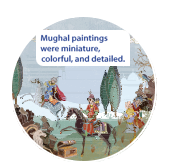 Mughal paintings
were miniature,
colorful, and detailed.